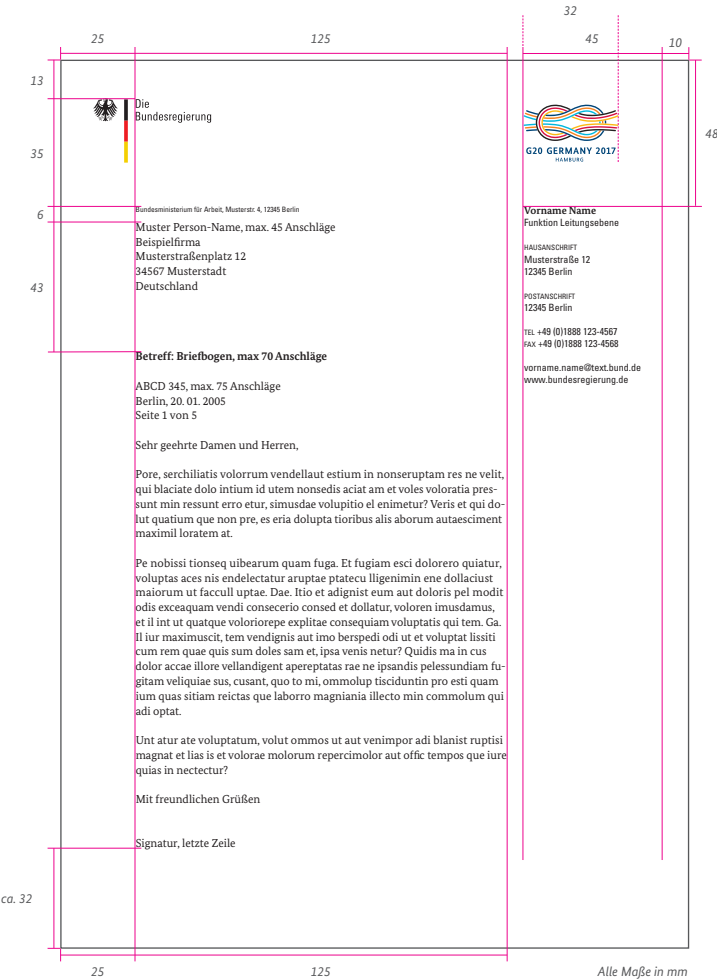 32
25
125
45
10
13
Die
Bundesregierung
G20 GERMANY 2017
HAMBURG
48
35
6
Bundesministerium für Arbeit, Musterstr. 4, 12345 Berlin
Muster Person-Name, max. 45 Anschläge
Beispielfirma
Musterstraßenplatz 12
34567 Musterstadt
Deutschland
43
Vorname Name
Funktion Leitungsebene
HAUSANSCHRIFT
Musterstraße 12
12345 Berlin
POSTANSCHRIFT
12345 Berlin
TEL +49 (0)1888 123-4567
FAX +49 (0)1888 123-4568
vorname.name@text.bund.de
www.bundesregierung.de
Betreff: Briefbogen, max 70 Anschläge
ABCD 345, max. 75 Anschläge
Berlin, 20. 01. 2005
Seite 1 von 5
Sehr geehrte Damen und Herren,
Pore, serchiliatis volorrum vendellaut estium in nonseruptam res ne velit,
qui blaciate dolo intium id utem nonsedis aciat am et voles voloratia pres-
sunt min ressunt erro etur, simusdae volupitio el enimetur? Veris et qui do-
lut quatium que non pre, es eria dolupta tioribus alis aborum autaesciment
maximil loratem at.
Pe nobissi tionseq uibearum quam fuga. Et fugiam esci dolorero quiatur,
voluptas aces nis endelectatur aruptae ptatecu lligenimin ene dollaciust
maiorum ut faccull uptae. Dae. Itio et adignist eum aut doloris pel modit
odis exceaquam vendi consecerio consed et dollatur, voloren imusdamus,
et il int ut quatque voloriorepe explitae consequiam voluptatis qui tem. Ga.
Il iur maximuscit, tem vendignis aut imo berspedi odi ut et voluptat lissiti
cum rem quae quis sum doles sam et, ipsa venis netur? Quidis ma in cus
dolor accae illore vellandigent apereptatas rae ne ipsandis pelessundiam fu-
gitam veliquiae sus, cusant, quo to mi, ommolup tisciduntin pro esti quam
ium quas sitiam reictas que laborro magniania illecto min commolum qui
adi optat.
Unt atur ate voluptatum, volut ommos ut aut venimpor adi blanist ruptisi
magnat et lias is et volorae molorum repercimolor aut offic tempos que iure
quias in nectectur?
Mit freundlichen Grüßen
Signatur, letzte Zeile
ca. 32
25
125
Alle Maße in mm